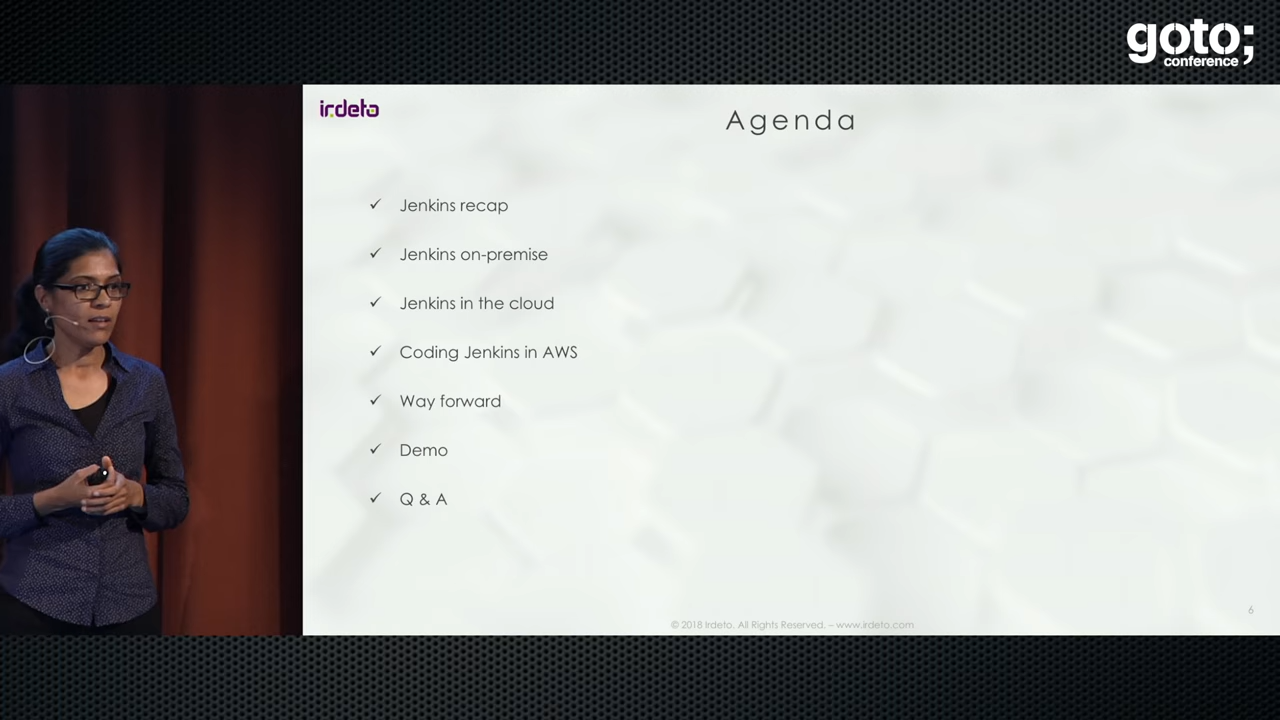 goto;
conference
irdeto
Agenda
✓ Jenkins recap
✓ Jenkins on-premise
✓ Jenkins in the cloud
✓ Coding Jenkins in AWS
✓ Way forward
✓ Demo
✓ Q & A
6
© 2018 Irdeto. All Rights Reserved. – www.irdeto.com